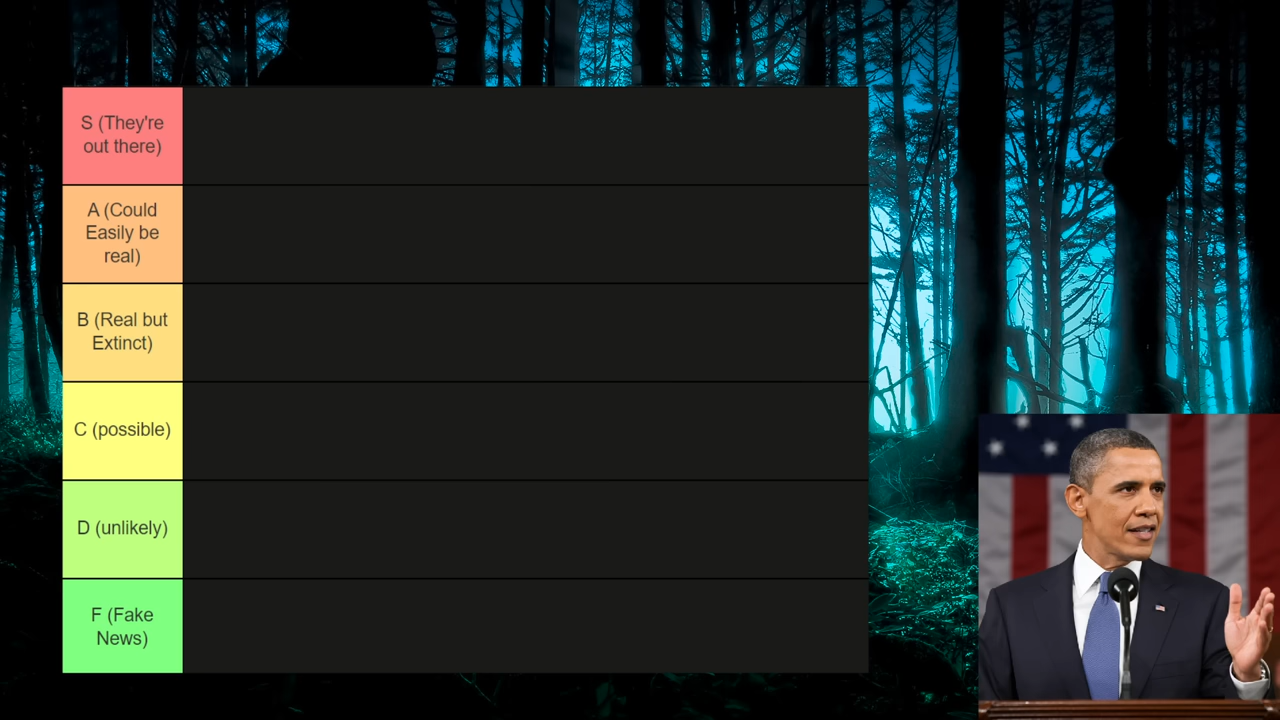 S (They're
out there)
A (Could
Easily be
real)
B (Real but
Extinct)
C (possible)
D (unlikely)
F (Fake
News)